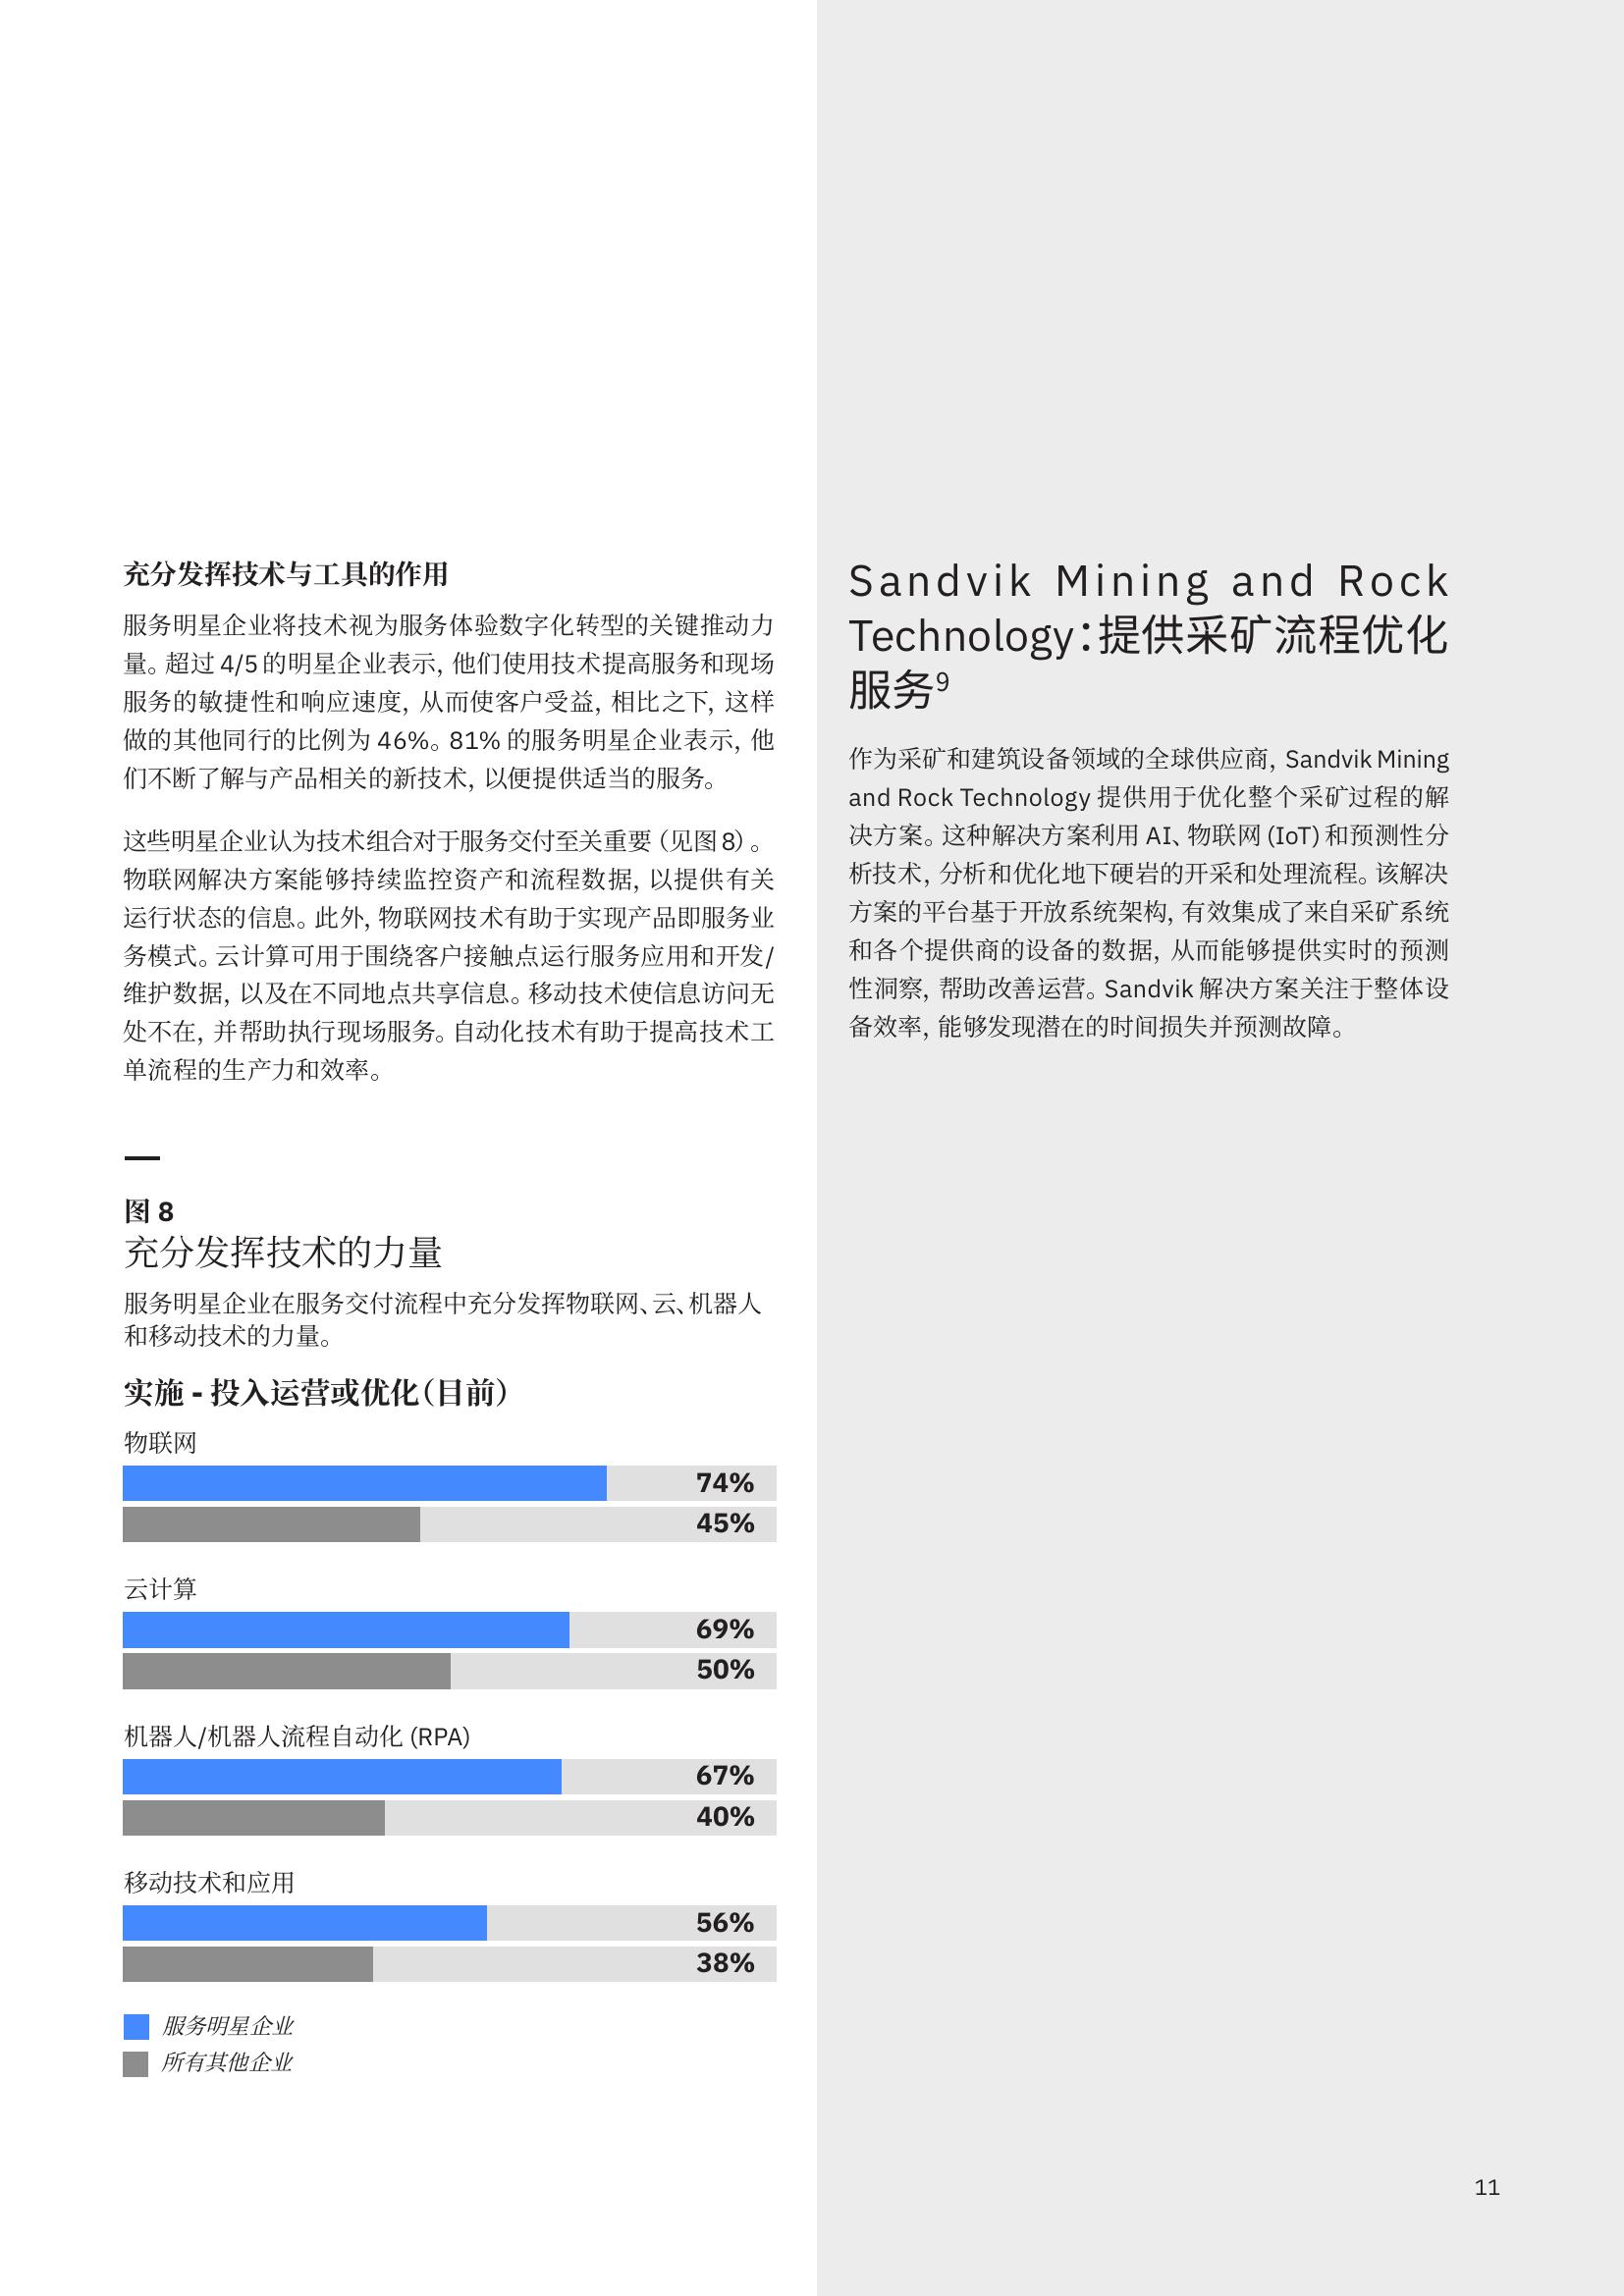 充分发挥技术与工具的作用
服务明星企业将技术视为服务体验数字化转型的关键推动力
量。超过 4/5 的明星企业表示，他们使用技术提高服务和现场
服务的敏捷性和响应速度，从而使客户受益，相比之下，这样
做的其他同行的比例为 46%。81% 的服务明星企业表示，他
们不断了解与产品相关的新技术，以便提供适当的服务。
这些明星企业认为技术组合对于服务交付至关重要（见图 8）。
物联网解决方案能够持续监控资产和流程数据，以提供有关
运行状态的信息。此外，物联网技术有助于实现产品即服务业
务模式。云计算可用于围绕客户接触点运行服务应用和开发/
维护数据，以及在不同地点共享信息。移动技术使信息访问无
处不在，并帮助执行现场服务。自动化技术有助于提高技术工
单流程的生产力和效率。
图 8
充分发挥技术的力量
服务明星企业在服务交付流程中充分发挥物联网、云、机器人
和移动技术的力量。
实施 - 投入运营或优化（目前）
物联网
74%
45%
云计算
69%
50%
机器人/机器人流程自动化 (RPA)
67%
40%
移动技术和应用
56%
38%
服务明星企业
所有其他企业
Sandvik Mining and Rock
Technology：提供采矿流程优化
服务9
作为采矿和建筑设备领域的全球供应商，Sandvik Mining
and Rock Technology 提供用于优化整个采矿过程的解
决方案。这种解决方案利用 AI、物联网 (IoT) 和预测性分
析技术，分析和优化地下硬岩的开采和处理流程。该解决
方案的平台基于开放系统架构，有效集成了来自采矿系统
和各个提供商的设备的数据，从而能够提供实时的预测
性洞察，帮助改善运营。Sandvik 解决方案关注于整体设
备效率，能够发现潜在的时间损失并预测故障。
11